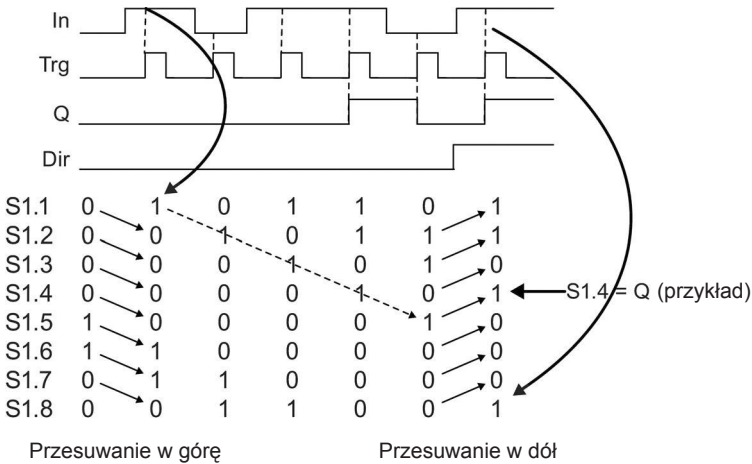 In
Trg
Q
Dir
S1.1 0 1 0 1 1 0 1
S1.2 0 0 1 0 1 1 1
S1.3 0 0 0 1 0 1 0
S1.4 0 0 0 0 1 0 1 S1.4 = Q (przykład)
S1.5 1 0 0 0 0 1 0
S1.6 1 1 0 0 0 0 0
S1.7 0 1 1 0 0 0 0
S1.8 0 0 1 1 0 0 1
Przesuwanie w górę Przesuwanie w dół